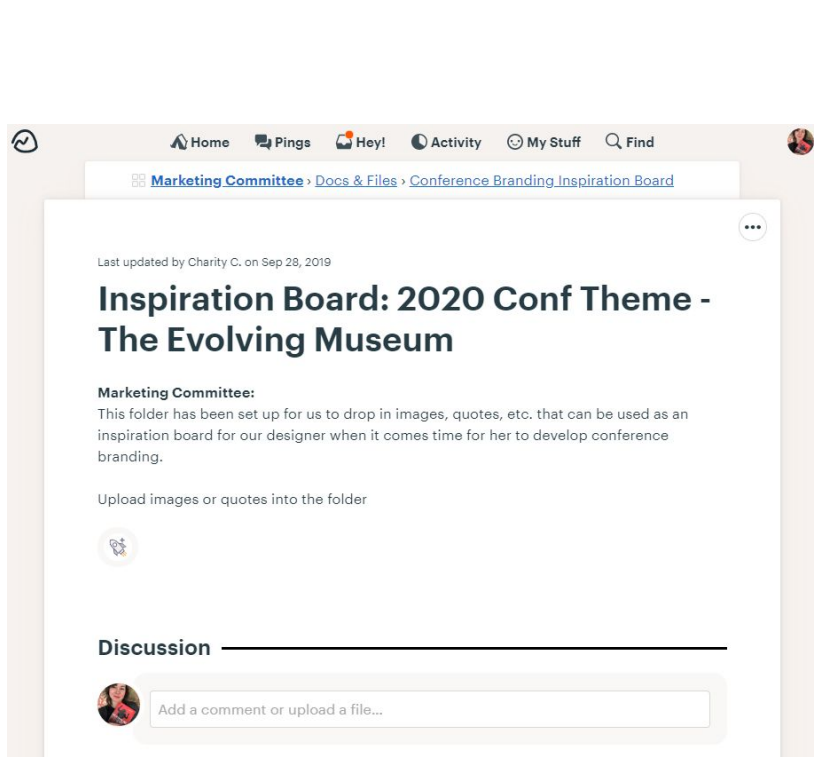 Home Pings Hey! Activity My Stuff Find
Marketing Committee › Docs & Files › Conference Branding Inspiration Board
Last updated by Charity C. on Sep 28, 2019
Inspiration Board: 2020 Conf Theme -
The Evolving Museum
Marketing Committee:
This folder has been set up for us to drop in images, quotes, etc. that can be used as an
inspiration board for our designer when it comes time for her to develop conference
branding.
Upload images or quotes into the folder
Discussion
Add a comment or upload a file...